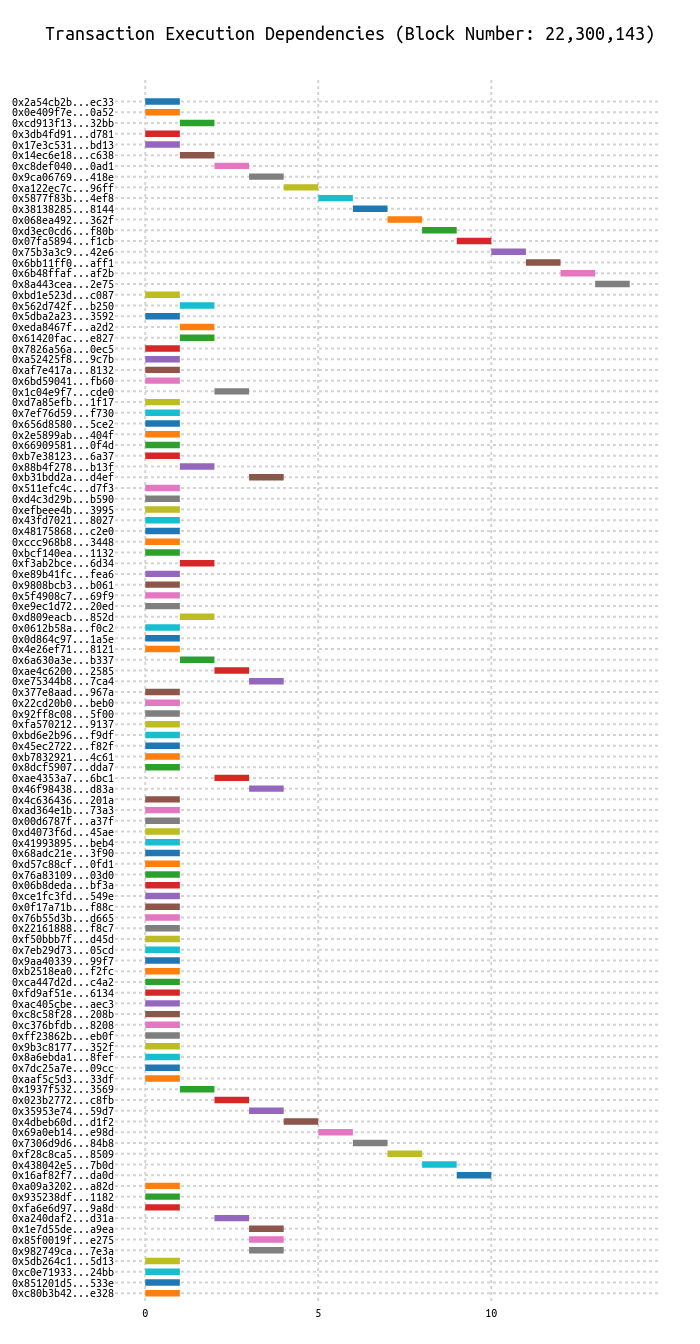 Transaction Execution Dependencies (Block Number: 22,300,143)
0x2a54cb2b...ec33
0x0e409f7e...0a52
0xcd913f13...32bb
0x3db4fd91...d781
0x17e3c531...bd13
0x14ec6e18...c638
0xc8def040...0ad1
0x9ca06769...418e
0xa122ec7c...96ff
0x5877f83b...4ef8
0x38138285...8144
0x068ea492...362f
0xd3ec0cd6...f80b
0x07fa5894...f1cb
0x75b3a3c9...42e6
0x6bb11ff0...aff1
0x6b48ffaf...af2b
0x8a443cea...2e75
0xbd1e523d...c087
0x562d742f...b250
0x5dba2a23...3592
0xeda8467f...a2d2
0x61420fac...e827
0x7826a56a...0ec5
0xa52425f8...9c7b
0xaf7e417a...8132
0x6bd59041...fb60
0x1c04e9f7...cde0
0xd7a85efb...1f17
0x7ef76d59...f730
0x656d8580...5ce2
0x2e5899ab...404f
0x66909581...0f4d
0xb7e38123...6a37
0x88b4f278...b13f
0xb31bdd2a...d4ef
0x511efc4c...d7f3
0xd4c3d29b...b590
0xefbeee4b...3995
0x43fd7021...8027
0x48175868...c2e0
0xccc968b8...3448
0xbcf140ea...1132
0xf3ab2bce...6d34
0xe89b41fc...fea6
0x9808bcb3...b061
0x5f4908c7...69f9
0xe9ec1d72...20ed
0xd809eacb...852d
0x0612b58a...f0c2
0x0d864c97...1a5e
0x4e26ef71...8121
0x6a630a3e...b337
0xae4c6200...2585
0xe75344b8...7ca4
0x377e8aad...967a
0x22cd20b0...beb0
0x92ff8c08...5f00
0xfa570212...9137
0xbd6e2b96...f9df
0x45ec2722...f82f
0xb7832921...4c61
0x8dcf5907...dda7
0xae4353a7...6bc1
0x46f98438...d83a
0x4c636436...201a
0xad364e1b...73a3
0x00d6787f...a37f
0xd4073f6d...45ae
0x41993895...beb4
0x68adc21e...3f90
0xd57c88cf...0fd1
0x76a83109...03d0
0x06b8deda...bf3a
0xce1fc3fd...549e
0x0f17a71b...f88c
0x76b55d3b...d665
0x22161888...f8c7
0xf50bbb7f...d45d
0x7eb29d73...05cd
0x9aa40339...99f7
0xb2518ea0...f2fc
0xca447d2d...c4a2
0xfd9af51e...6134
0xac405cbe...aec3
0xc8c58f28...208b
0xc376bfdb...8208
0xff23862b...eb0f
0x9b3c8177...352f
0x8a6ebda1...8fef
0x7dc25a7e...09cc
0xaaf5c5d3...33df
0x1937f532...3569
0x023b2772...c8fb
0x35953e74...59d7
0x4dbeb60d...d1f2
0x69a0eb14...e98d
0x7306d9d6...84b8
0xf28c8ca5...8509
0x438042e5...7b0d
0x16af82f7...da0d
0xa09a3202...a82d
0x935238df...1182
0xfa6e6d97...9a8d
0xa240daf2...d31a
0x1e7d55de...a9ea
0x85f0019f...e275
0x982749ca...7e3a
0x5db264c1...5d13
0xc0e71933...24bb
0x851201d5...533e
0xc80b3b42...e328
0 5 10